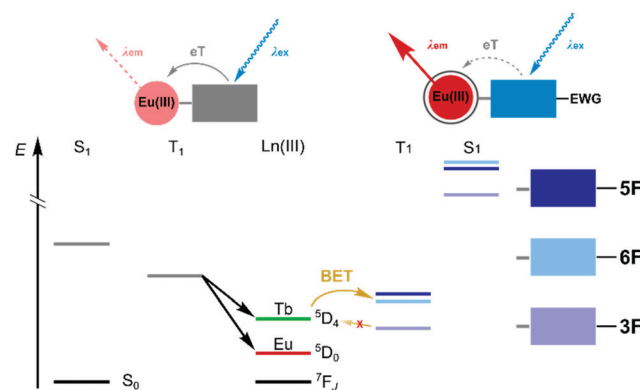 λem
eT
λex
Eu(III)
λem
eT
λex
Eu(III)
EWG
E
S1
T1
Ln(III)
T1
S1
5F
6F
BET
Tb
5D4
x
3F
Eu
5D0
S0
7FJ